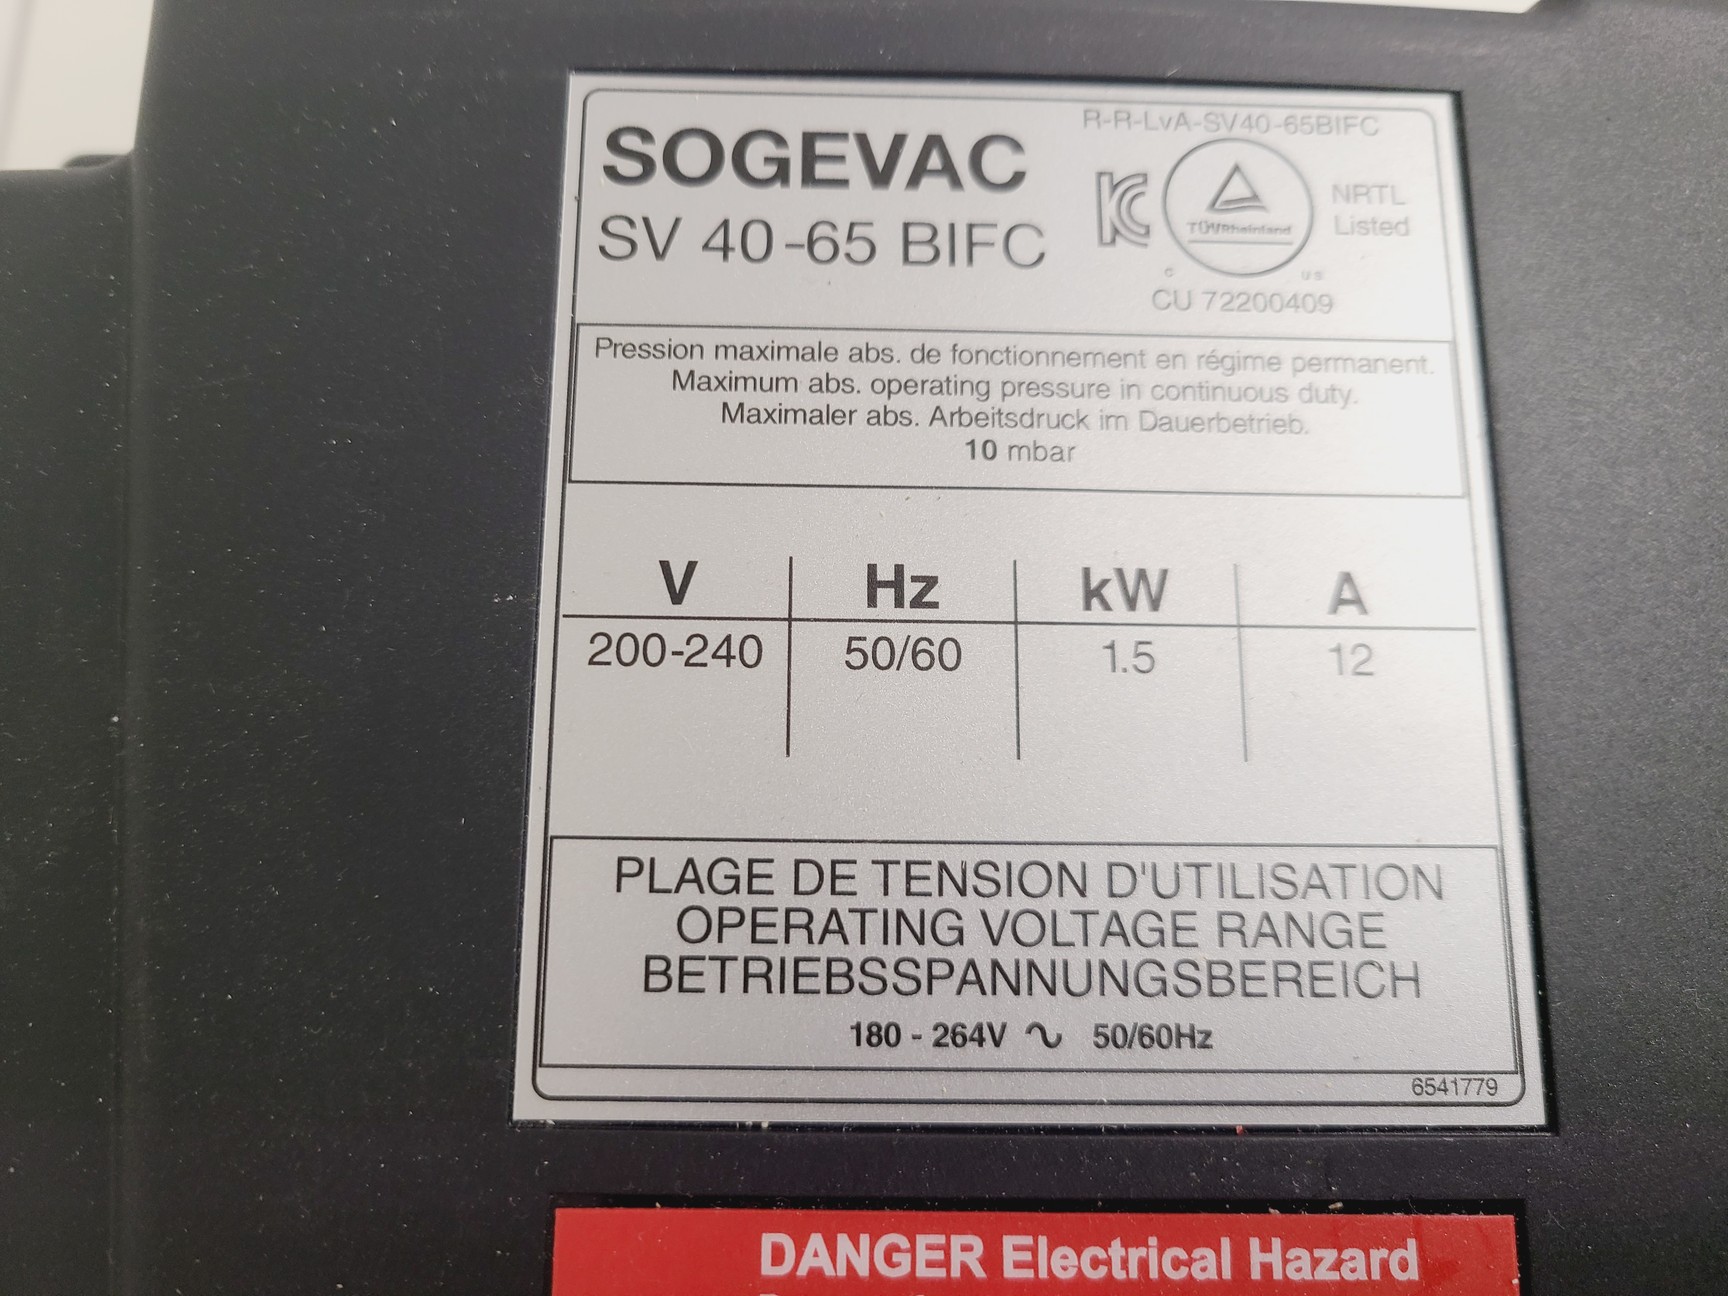 R-R-LvA-SV40-65BIFC
SOGEVAC
SV 40-65 BIFC
TÜVRheinland
NRTL
Listed
c us
CU 72200409
Pression maximale abs. de fonctionnement en régime permanent.
Maximum abs. operating pressure in continuous duty.
Maximaler abs. Arbeitsdruck im Dauerbetrieb.
10 mbar
V Hz kW A
200-240 50/60 1.5 12
PLAGE DE TENSION D'UTILISATION
OPERATING VOLTAGE RANGE
BETRIEBSSPANNUNGSBEREICH
180 - 264V ∿ 50/60Hz
6541779
DANGER Electrical Hazard